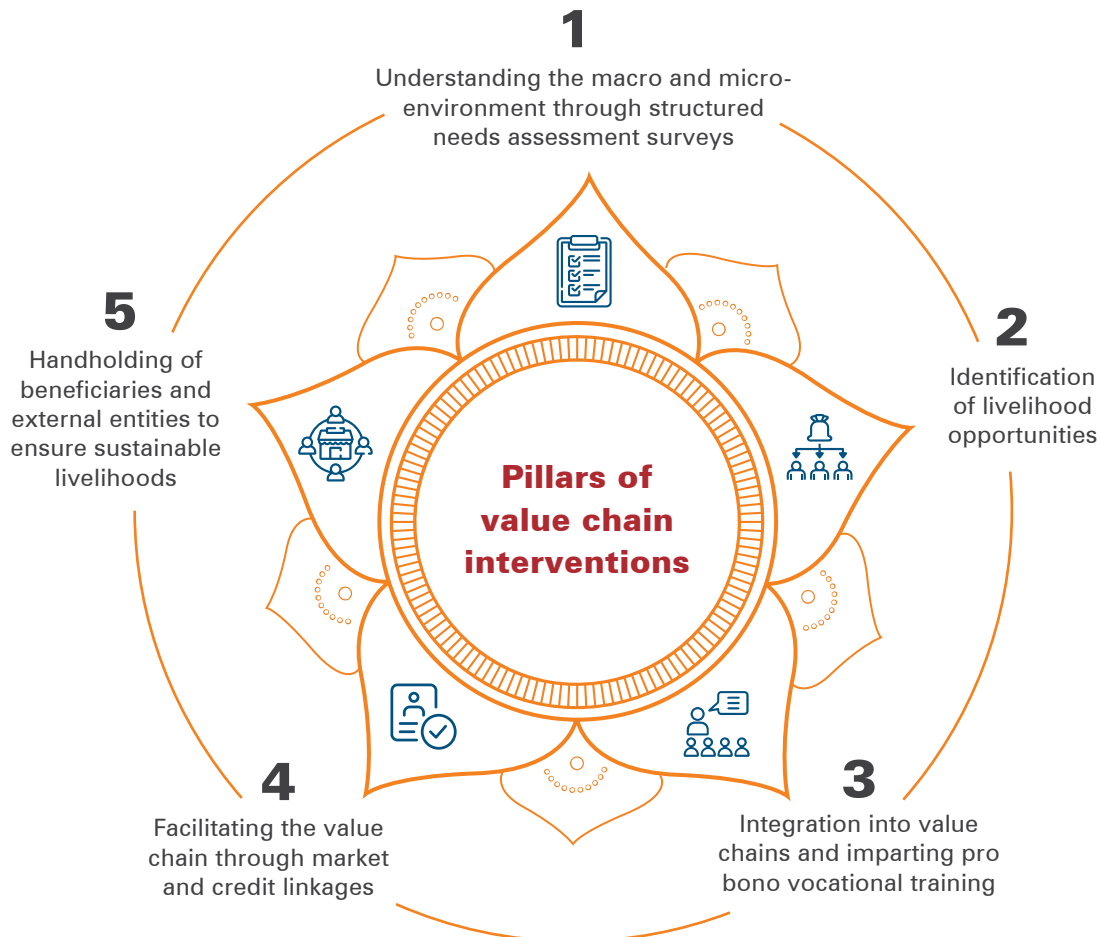 1
Understanding the macro and micro-
environment through structured
needs assessment surveys
2
Identification
of livelihood
opportunities
3
Integration into value
chains and imparting pro
bono vocational training
4
Facilitating the value
chain through market
and credit linkages
5
Handholding of
beneficiaries and
external entities to
ensure sustainable
livelihoods
Pillars of
value chain
interventions